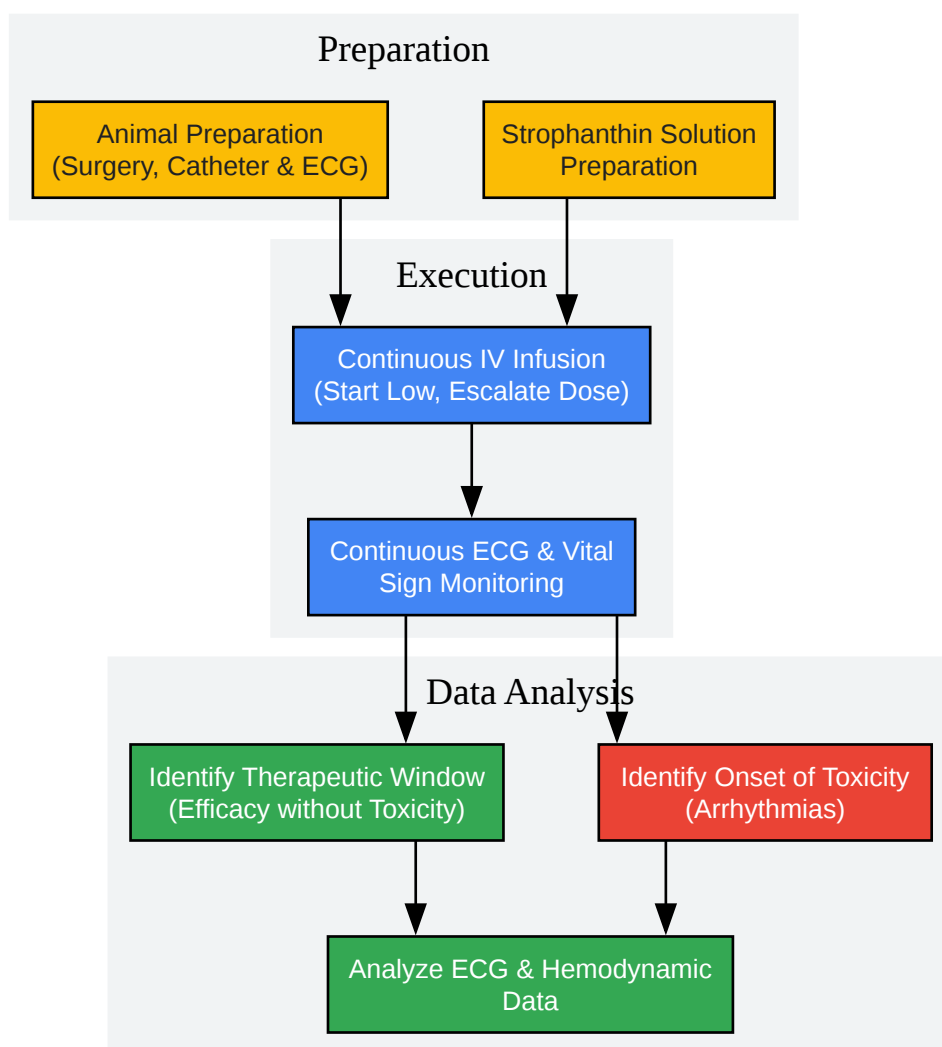 Preparation
Animal Preparation
(Surgery, Catheter & ECG)
Strophanthin Solution
Preparation
Execution
Continuous IV Infusion
(Start Low, Escalate Dose)
Continuous ECG & Vital
Sign Monitoring
Data Analysis
Identify Therapeutic Window
(Efficacy without Toxicity)
Identify Onset of Toxicity
(Arrhythmias)
Analyze ECG & Hemodynamic
Data